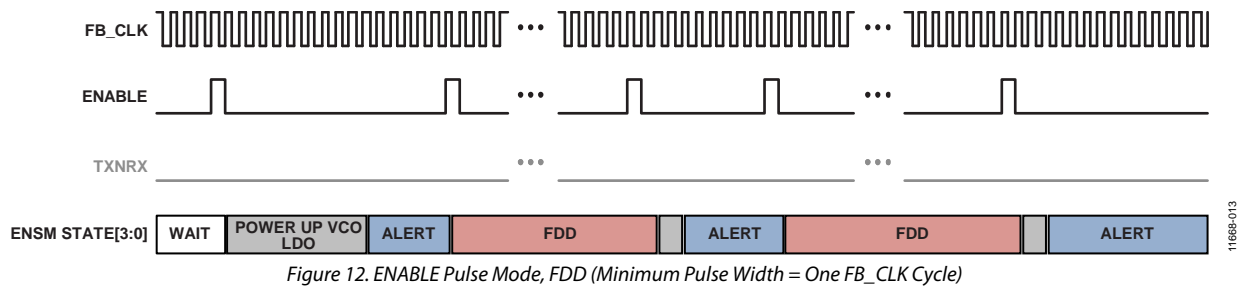 FB_CLK
ENABLE
TXNRX
ENSM STATE[3:0] WAIT POWER UP VCO LDO ALERT FDD ALERT FDD ALERT
11668-013
Figure 12. ENABLE Pulse Mode, FDD (Minimum Pulse Width = One FB_CLK Cycle)